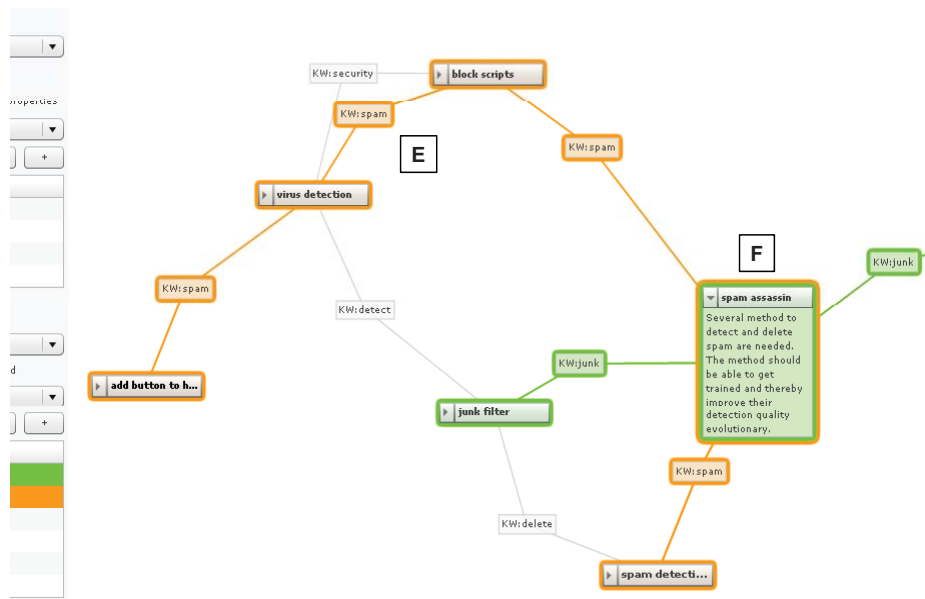 KW:security
block scripts
properties
KW:spam
KW:spam
E
+
virus detection
F
KW:junk
KW:spam
spam assassin
Several method to
detect and delete
spam are needed.
The method should
be able to get
trained and thereby
improve their
detection quality
evolutionary.
KW:detect
KW:junk
d
add button to h...
junk filter
+
KW:spam
KW:delete
spam detecti...